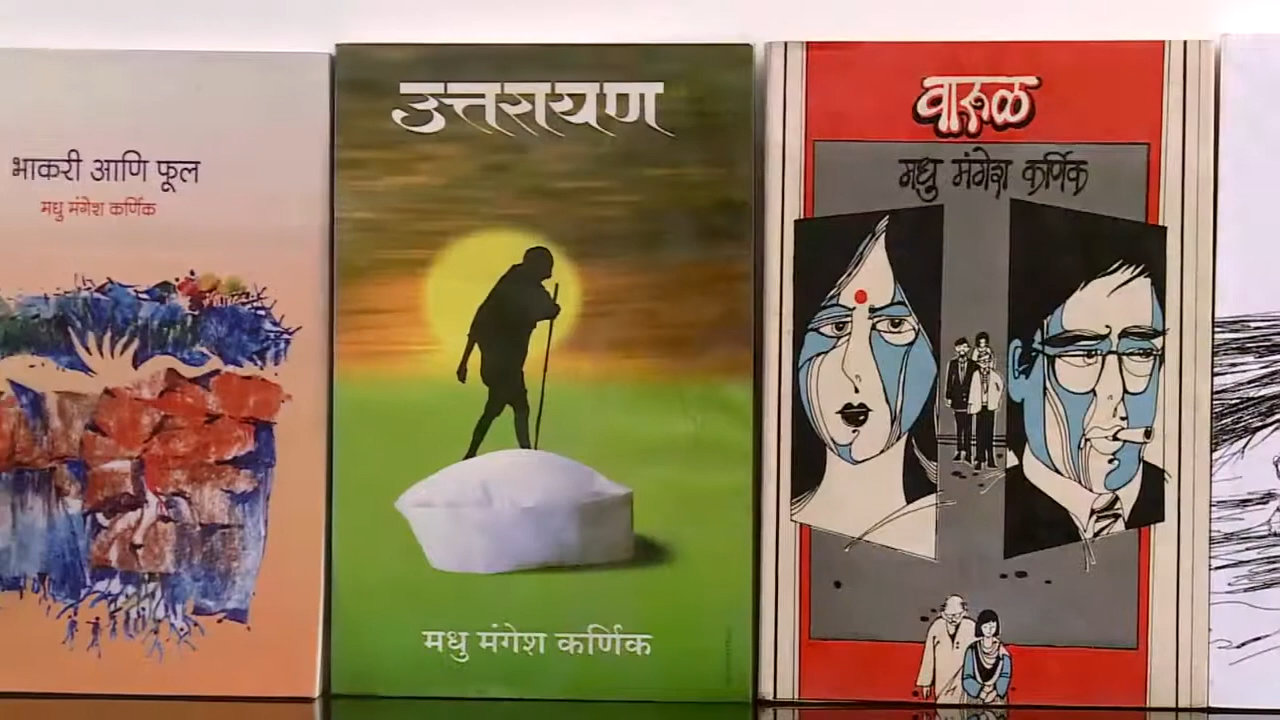 भाकरी आणि फूल
मधु मंगेश कर्णिक
उत्तरायण
मधु मंगेश कर्णिक
वारूळ
मधु मंगेश कर्णिक